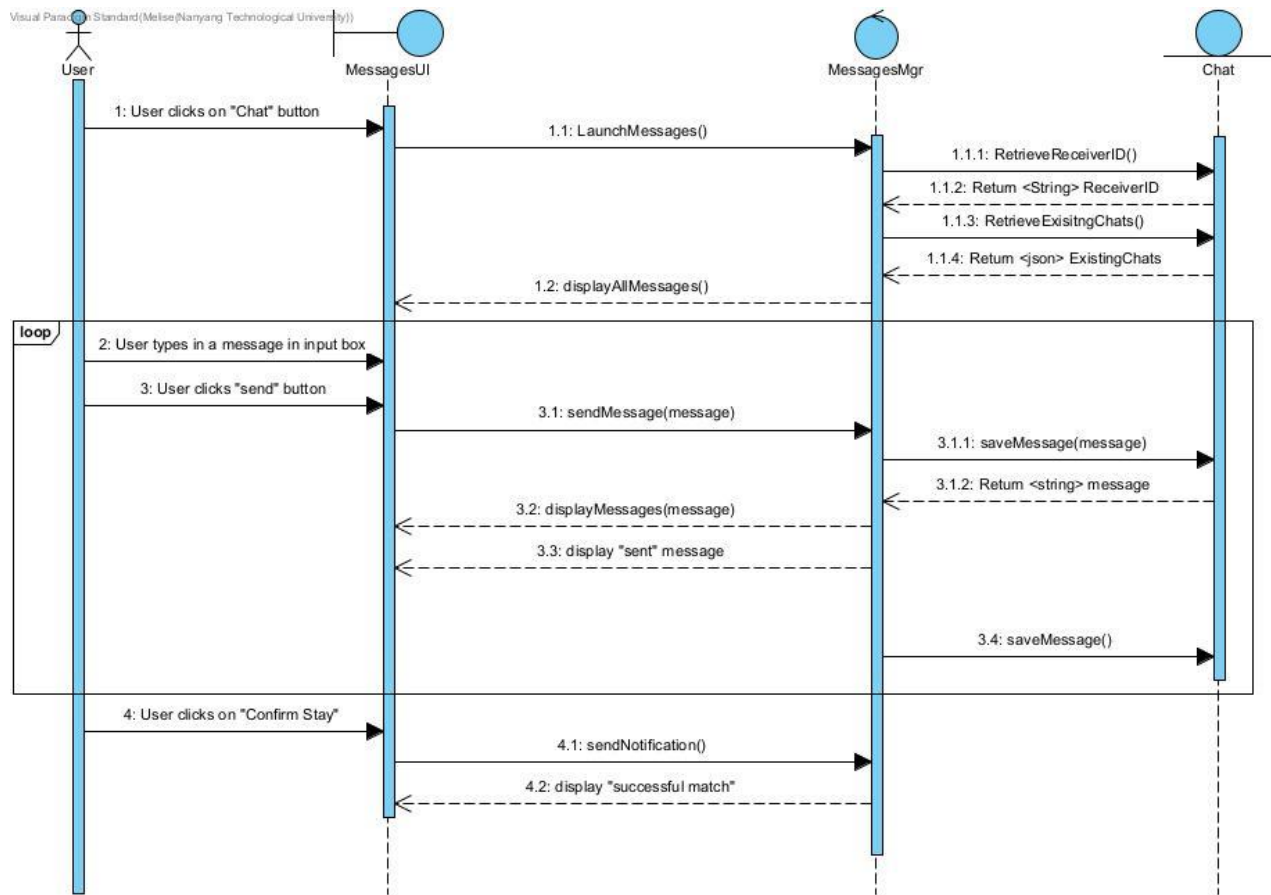 Visual Paradigm Standard(Melise(Nanyang Technological University))
User
MessagesUI
MessagesMgr
Chat
1: User clicks on "Chat" button
1.1: LaunchMessages()
1.1.1: RetrieveReceiverID()
1.1.2: Return <String> ReceiverID
1.1.3: RetrieveExisitngChats()
1.1.4: Return <json> ExistingChats
1.2: displayAllMessages()
loop
2: User types in a message in input box
3: User clicks "send" button
3.1: sendMessage(message)
3.1.1: saveMessage(message)
3.1.2: Return <string> message
3.2: displayMessages(message)
3.3: display "sent" message
3.4: saveMessage()
4: User clicks on "Confirm Stay"
4.1: sendNotification()
4.2: display "successful match"